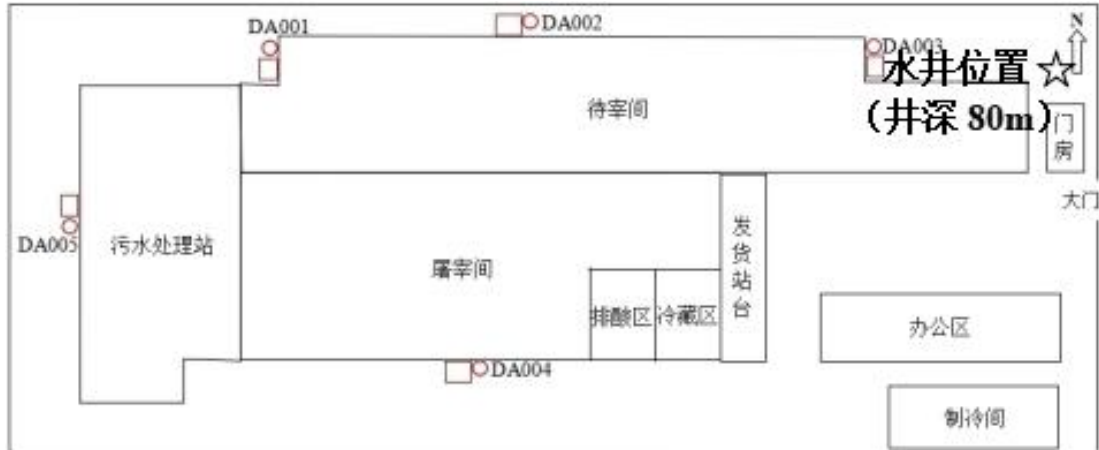 DA001
DA002
DA003
N
水井位置
（井深 80m）
待宰间
门房
大门
DA005
污水处理站
屠宰间
发货站台
排酸区
冷藏区
办公区
DA004
制冷间